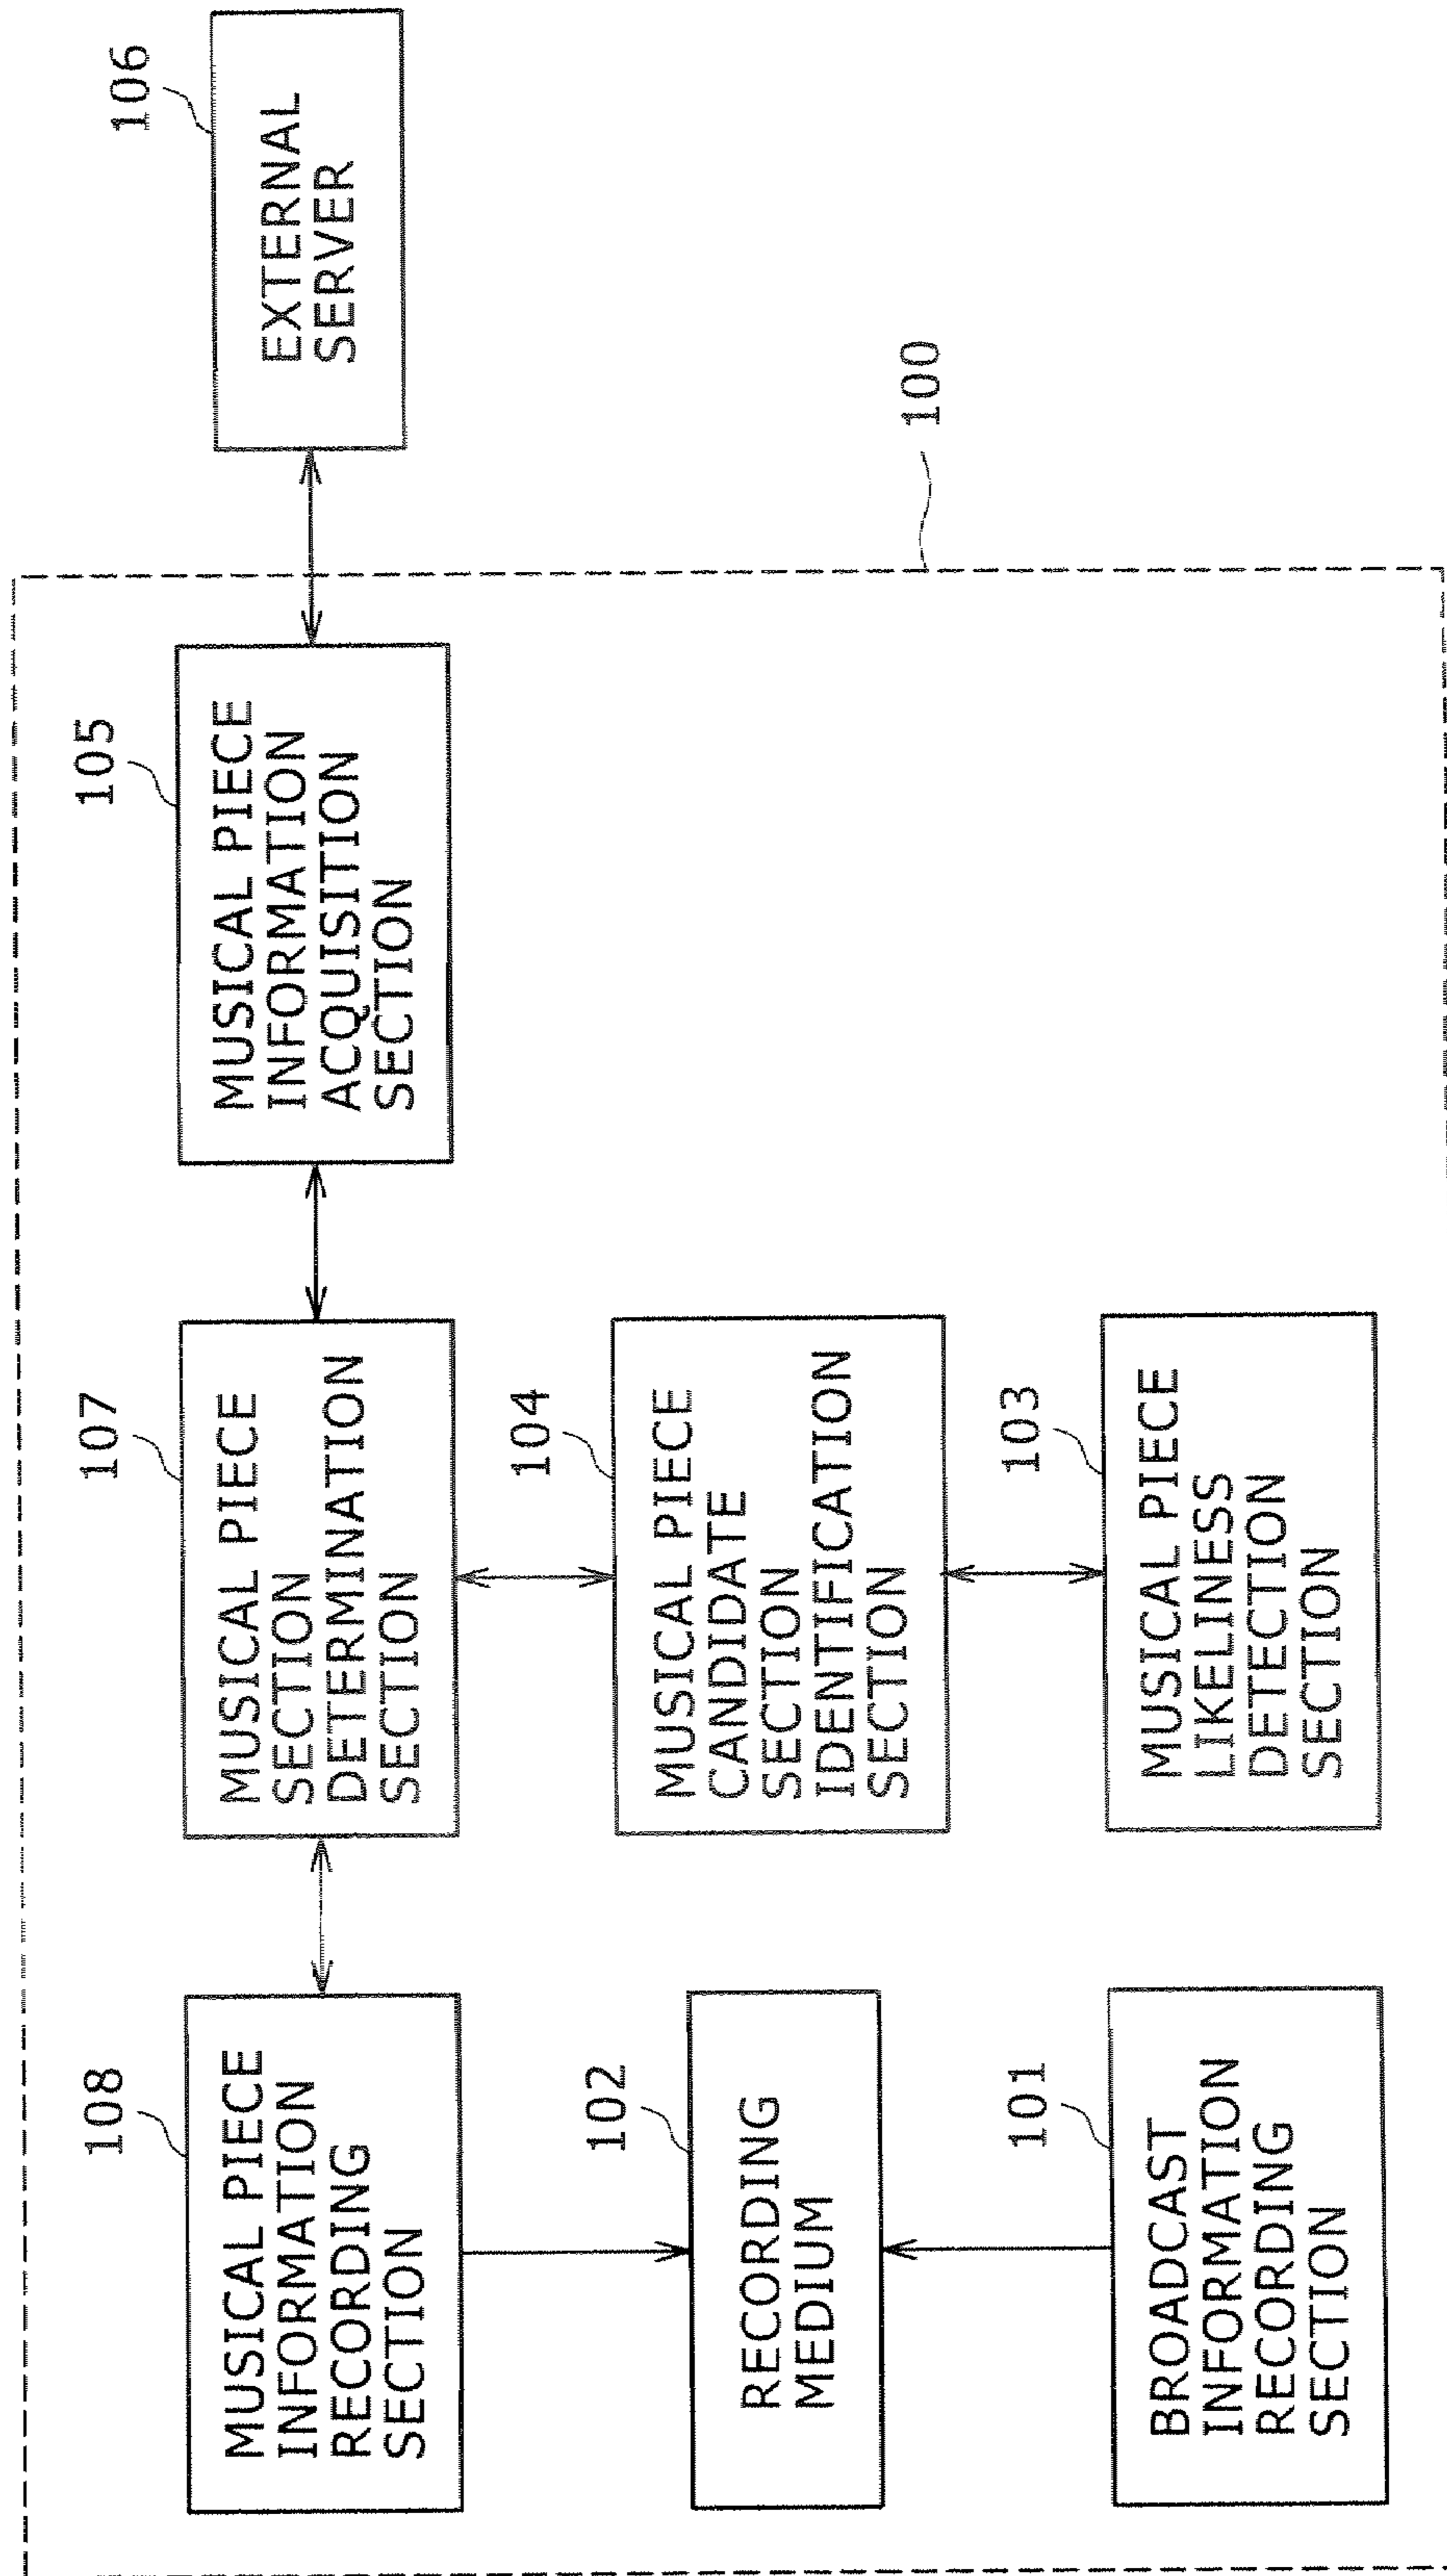 108
MUSICAL PIECE
INFORMATION
RECORDING
SECTION
107
MUSICAL PIECE
SECTION
DETERMINATION
SECTION
105
MUSICAL PIECE
INFORMATION
ACQUISITION
SECTION
106
EXTERNAL
SERVER
102
RECORDING
MEDIUM
104
MUSICAL PIECE
CANDIDATE
SECTION
IDENTIFICATION
SECTION
100
101
BROADCAST
INFORMATION
RECORDING
SECTION
103
MUSICAL PIECE
LIKELINESS
DETECTION
SECTION